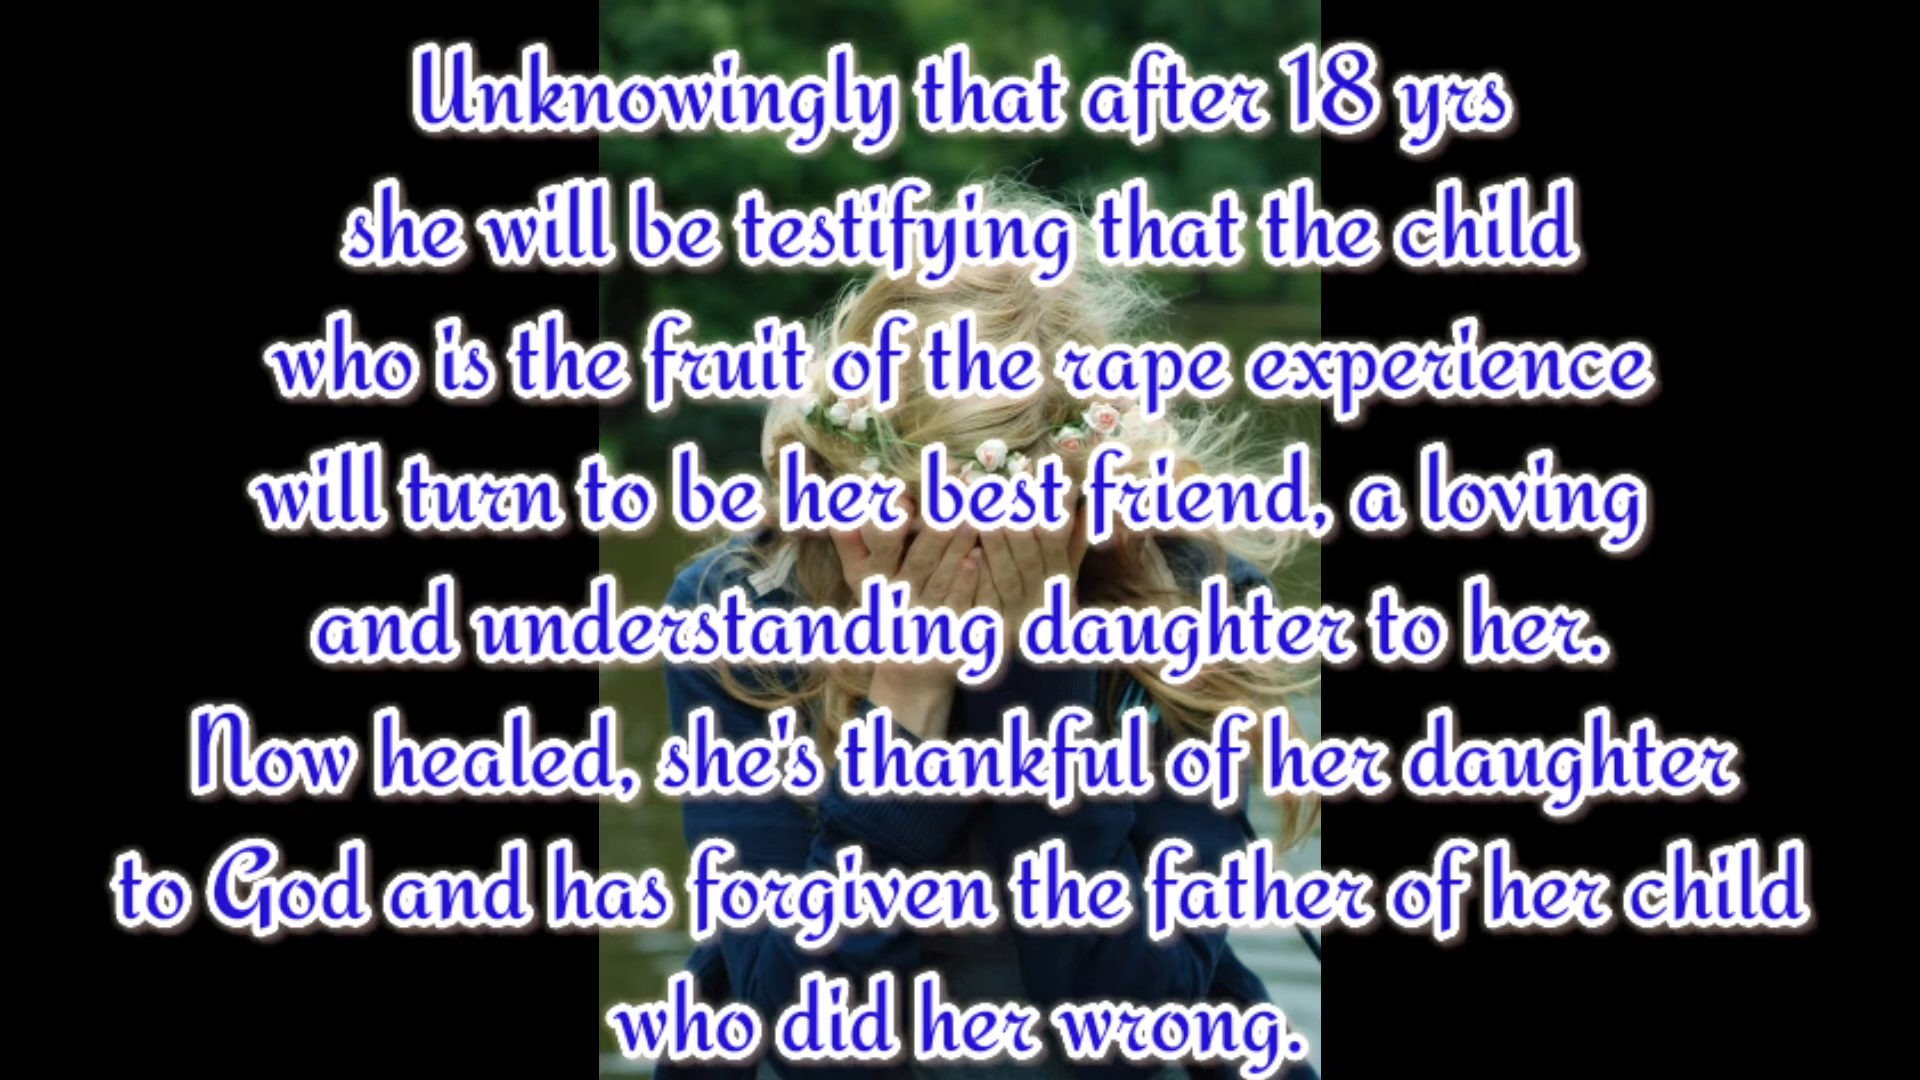 Unknowingly that after 18 yrs
she will be testifying that the child
who is the fruit of the rape experience
will turn to be her best friend, a loving
and understanding daughter to her.
Now healed, she's thankful of her daughter
to God and has forgiven the father of her child
who did her wrong.